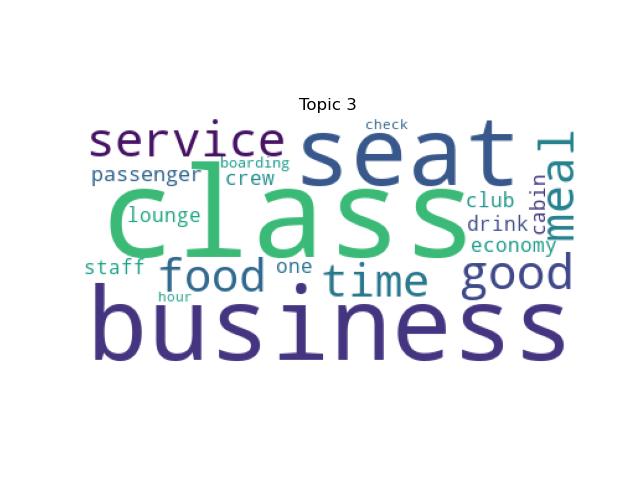 Topic 3
check
service
seat
meal
boarding
passenger
crew
class
cabin
club
lounge
drink
economy
staff
food
one
time
good
hour
business